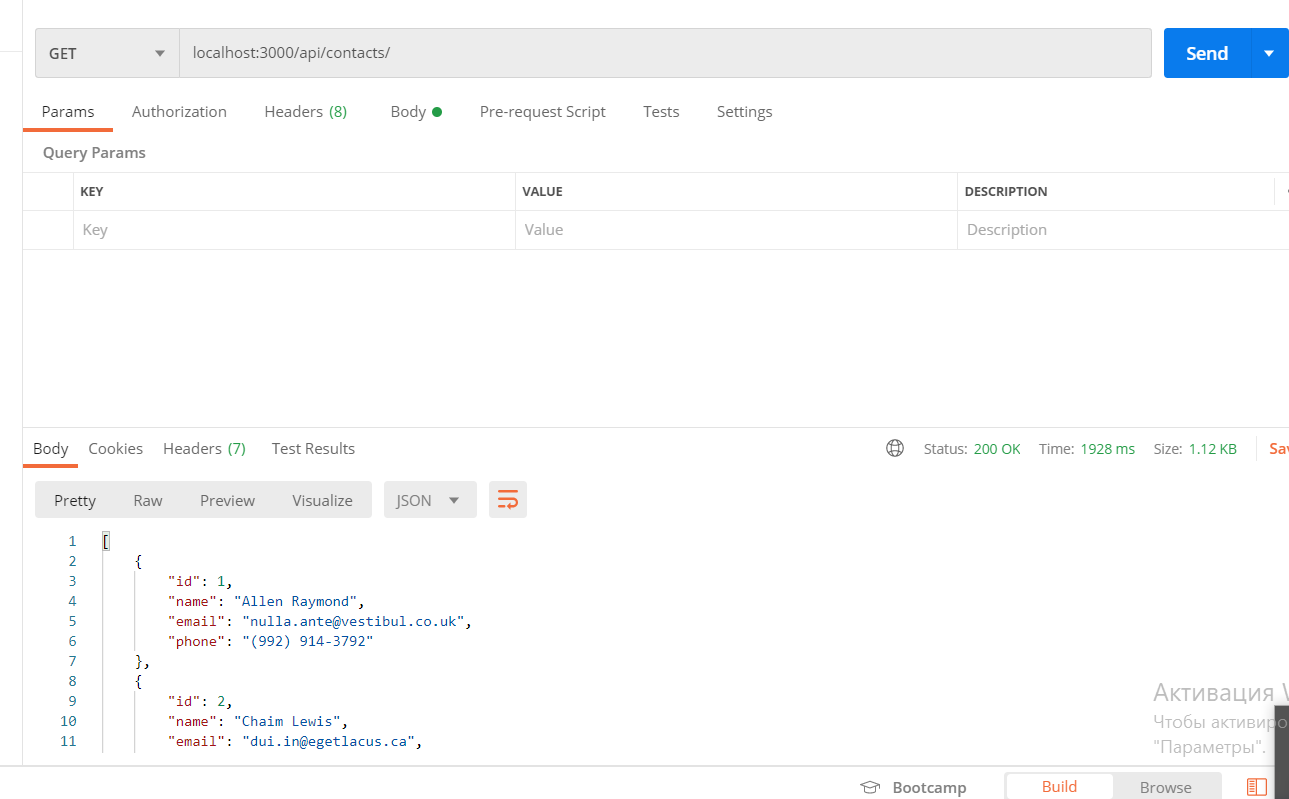 GET localhost:3000/api/contacts/ Send
Params Authorization Headers (8) Body Pre-request Script Tests Settings
Query Params
KEY VALUE DESCRIPTION
Key Value Description
Body Cookies Headers (7) Test Results Status: 200 OK Time: 1928 ms Size: 1.12 KB Sav
Pretty Raw Preview Visualize JSON
1 [
2 {
3 "id": 1,
4 "name": "Allen Raymond",
5 "email": "nulla.ante@vestibul.co.uk",
6 "phone": "(992) 914-3792"
7 },
8 {
9 "id": 2,
10 "name": "Chaim Lewis",
11 "email": "dui.in@egetlacus.ca",
Активация
Чтобы активиро
"Параметры".
Bootcamp Build Browse